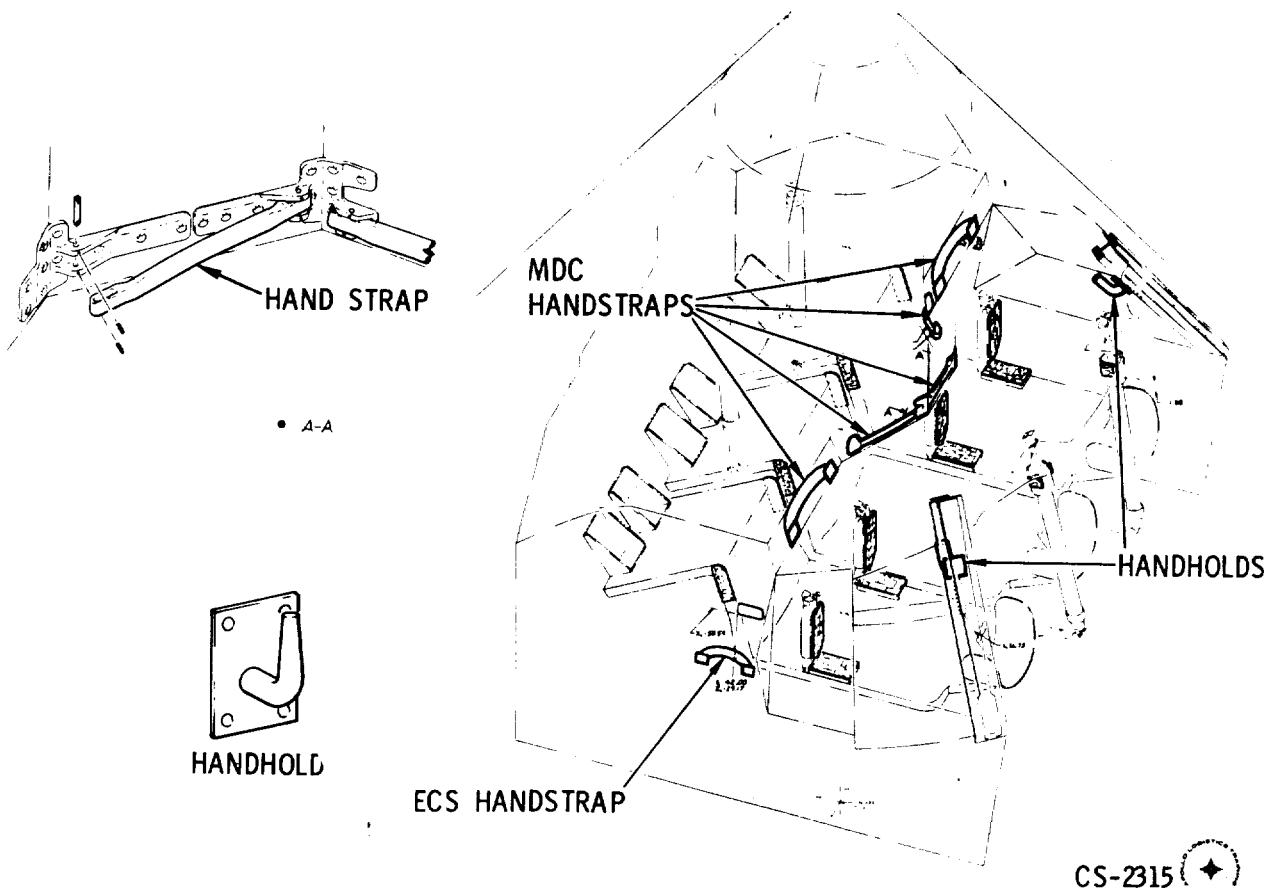 HAND STRAP
A-A
HANDHOLD
MDC
HANDSTRAPS
A
A
HANDHOLDS
ECS HANDSTRAP
CS-2315